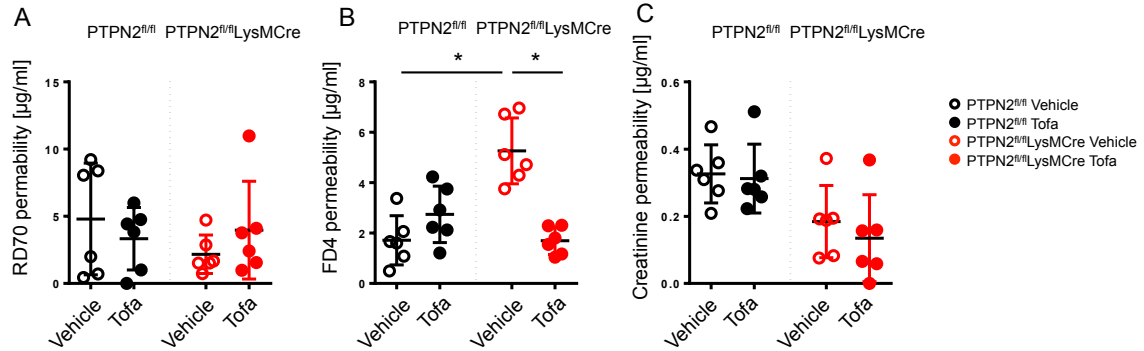 A
PTPN2fl/fl PTPN2fl/flLysMCre
RD70 permability [µg/ml]
15
10
5
0
Vehicle
Tofa
Vehicle
Tofa
B
PTPN2fl/fl PTPN2fl/flLysMCre
* *
FD4 permability [µg/ml]
8
6
4
2
0
Vehicle
Tofa
Vehicle
Tofa
C
PTPN2fl/fl PTPN2fl/flLysMCre
Creatinine permeability [µg/ml]
0.6
0.4
0.2
0.0
Vehicle
Tofa
Vehicle
Tofa
PTPN2fl/fl Vehicle
PTPN2fl/fl Tofa
PTPN2fl/flLysMCre Vehicle
PTPN2fl/flLysMCre Tofa